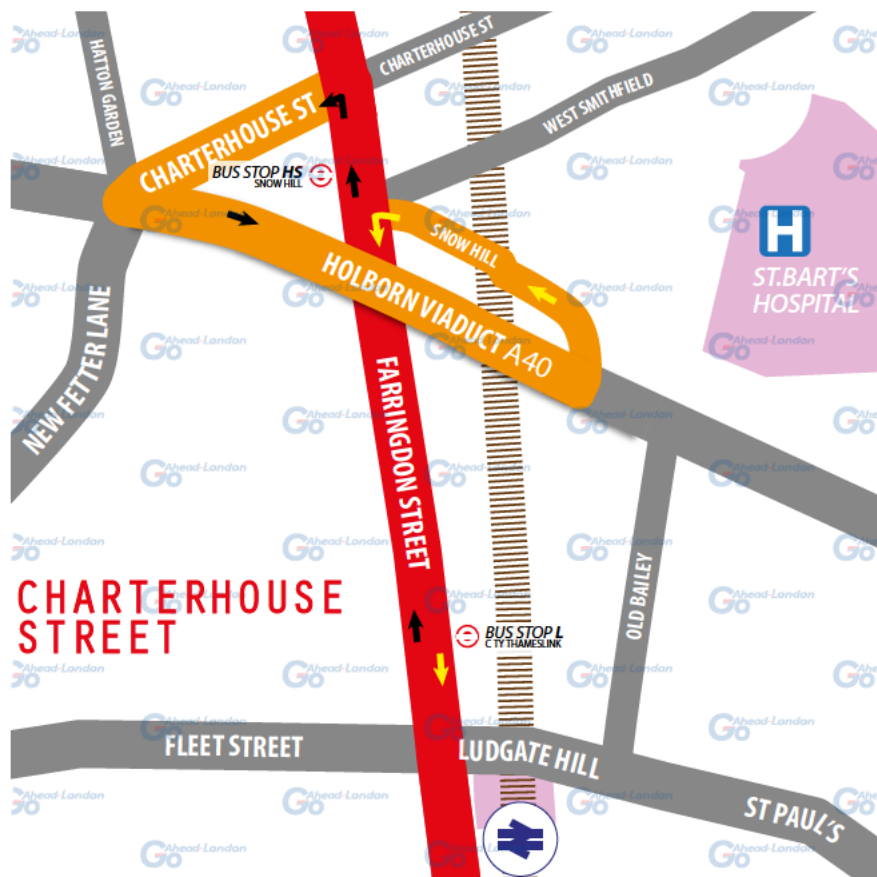 HATTON GARDEN
CHARTERHOUSE ST
WEST SMITHFIELD
CHARTERHOUSE ST
BUS STOP HS
SNOW HILL
SNOW HILL
H
ST.BART'S
HOSPITAL
HOLBORN VIADUCT A40
NEW FETTER LANE
FARRINGDON STREET
OLD BAILEY
CHARTERHOUSE
STREET
BUS STOP L
C TY THAMESLINK
FLEET STREET
LUDGATE HILL
ST PAUL'S
Go Ahead-London